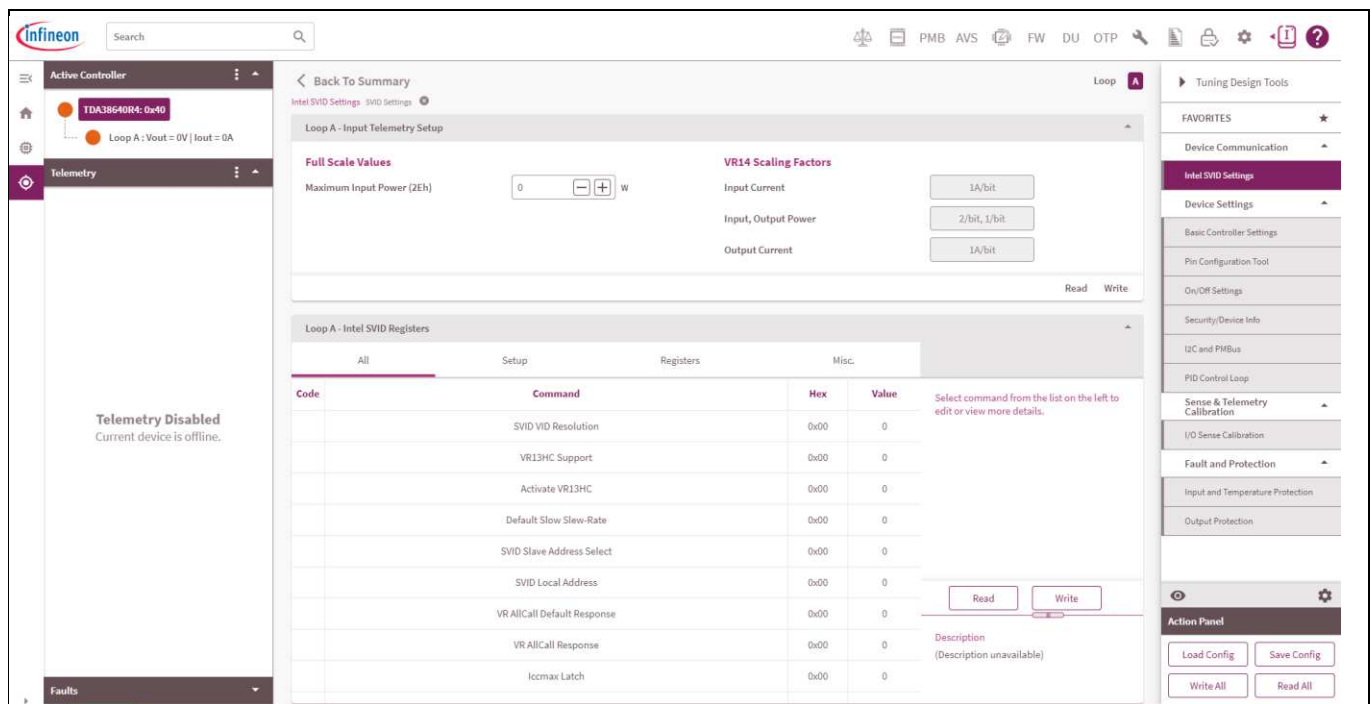 infineon
Search
PMB AVS FW DU OTP
Active Controller
TDA38640R4: 0x40
Loop A : Vout = 0V | Iout = 0A
Telemetry
Telemetry Disabled
Current device is offline.
Faults
Back To Summary
Loop A
Intel SVID Settings SVID Settings
Loop A - Input Telemetry Setup
Full Scale Values
Maximum Input Power (2Eh) 0 W
VR14 Scaling Factors
Input Current 1A/bit
Input, Output Power 2/bit, 1/bit
Output Current 1A/bit
Read Write
Loop A - Intel SVID Registers
All Setup Registers Misc.
Code Command Hex Value
SVID VID Resolution 0x00 0
VR13HC Support 0x00 0
Activate VR13HC 0x00 0
Default Slow Slew-Rate 0x00 0
SVID Slave Address Select 0x00 0
SVID Local Address 0x00 0
VR AllCall Default Response 0x00 0
VR AllCall Response 0x00 0
Iccmax Latch 0x00 0
Select command from the list on the left to
edit or view more details.
Read Write
Description
(Description unavailable)
Tuning Design Tools
FAVORITES
Device Communication
Intel SVID Settings
Device Settings
Basic Controller Settings
Pin Configuration Tool
On/Off Settings
Security/Device Info
I2C and PMBus
PID Control Loop
Sense & Telemetry
Calibration
I/O Sense Calibration
Fault and Protection
Input and Temperature Protection
Output Protection
Action Panel
Load Config Save Config
Write All Read All